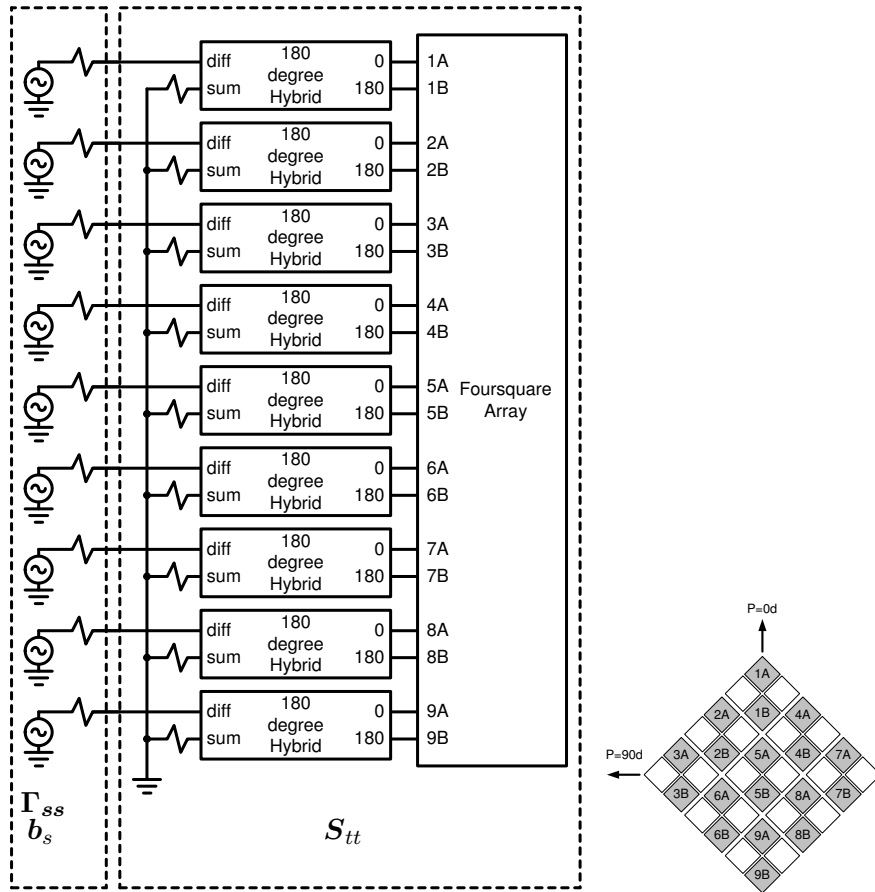 diff 180 degree Hybrid 0 1A
sum 180 1B
diff 180 degree Hybrid 0 2A
sum 180 2B
diff 180 degree Hybrid 0 3A
sum 180 3B
diff 180 degree Hybrid 0 4A
sum 180 4B
diff 180 degree Hybrid 0 5A
sum 180 5B
Foursquare
Array
diff 180 degree Hybrid 0 6A
sum 180 6B
diff 180 degree Hybrid 0 7A
sum 180 7B
diff 180 degree Hybrid 0 8A
sum 180 8B
diff 180 degree Hybrid 0 9A
sum 180 9B
Γss
bs
Stt
P=0d
P=90d
1A
2A 1B 4A
3A 2B 5A 4B 7A
3B 6A 5B 8A 7B
6B 9A 8B
9B